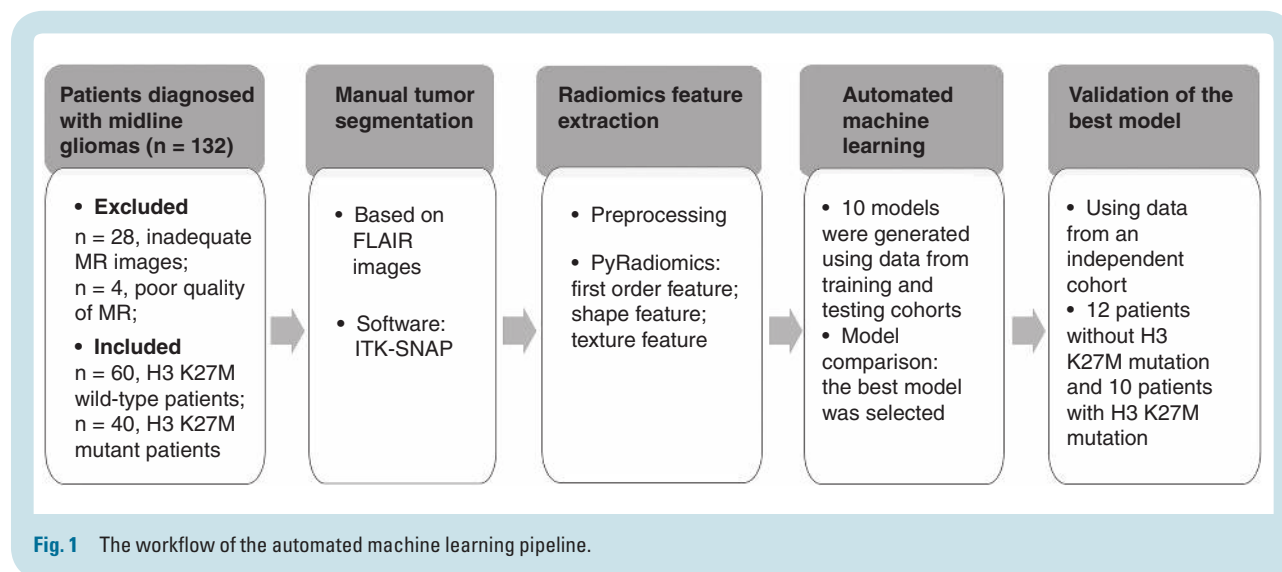 Patients diagnosed
with midline
gliomas (n = 132)
• Excluded
n = 28, inadequate
MR images;
n = 4, poor quality
of MR;
• Included
n = 60, H3 K27M
wild-type patients;
n = 40, H3 K27M
mutant patients
Manual tumor
segmentation
• Based on
FLAIR
images
• Software:
ITK-SNAP
Radiomics feature
extraction
• Preprocessing
• PyRadiomics:
first order feature;
shape feature;
texture feature
Automated
machine
learning
• 10 models
were generated
using data from
training and
testing cohorts
• Model
comparison:
the best model
was selected
Validation of the
best model
• Using data
from an
independent
cohort
• 12 patients
without H3
K27M mutation
and 10 patients
with H3 K27M
mutation
Fig. 1 The workflow of the automated machine learning pipeline.